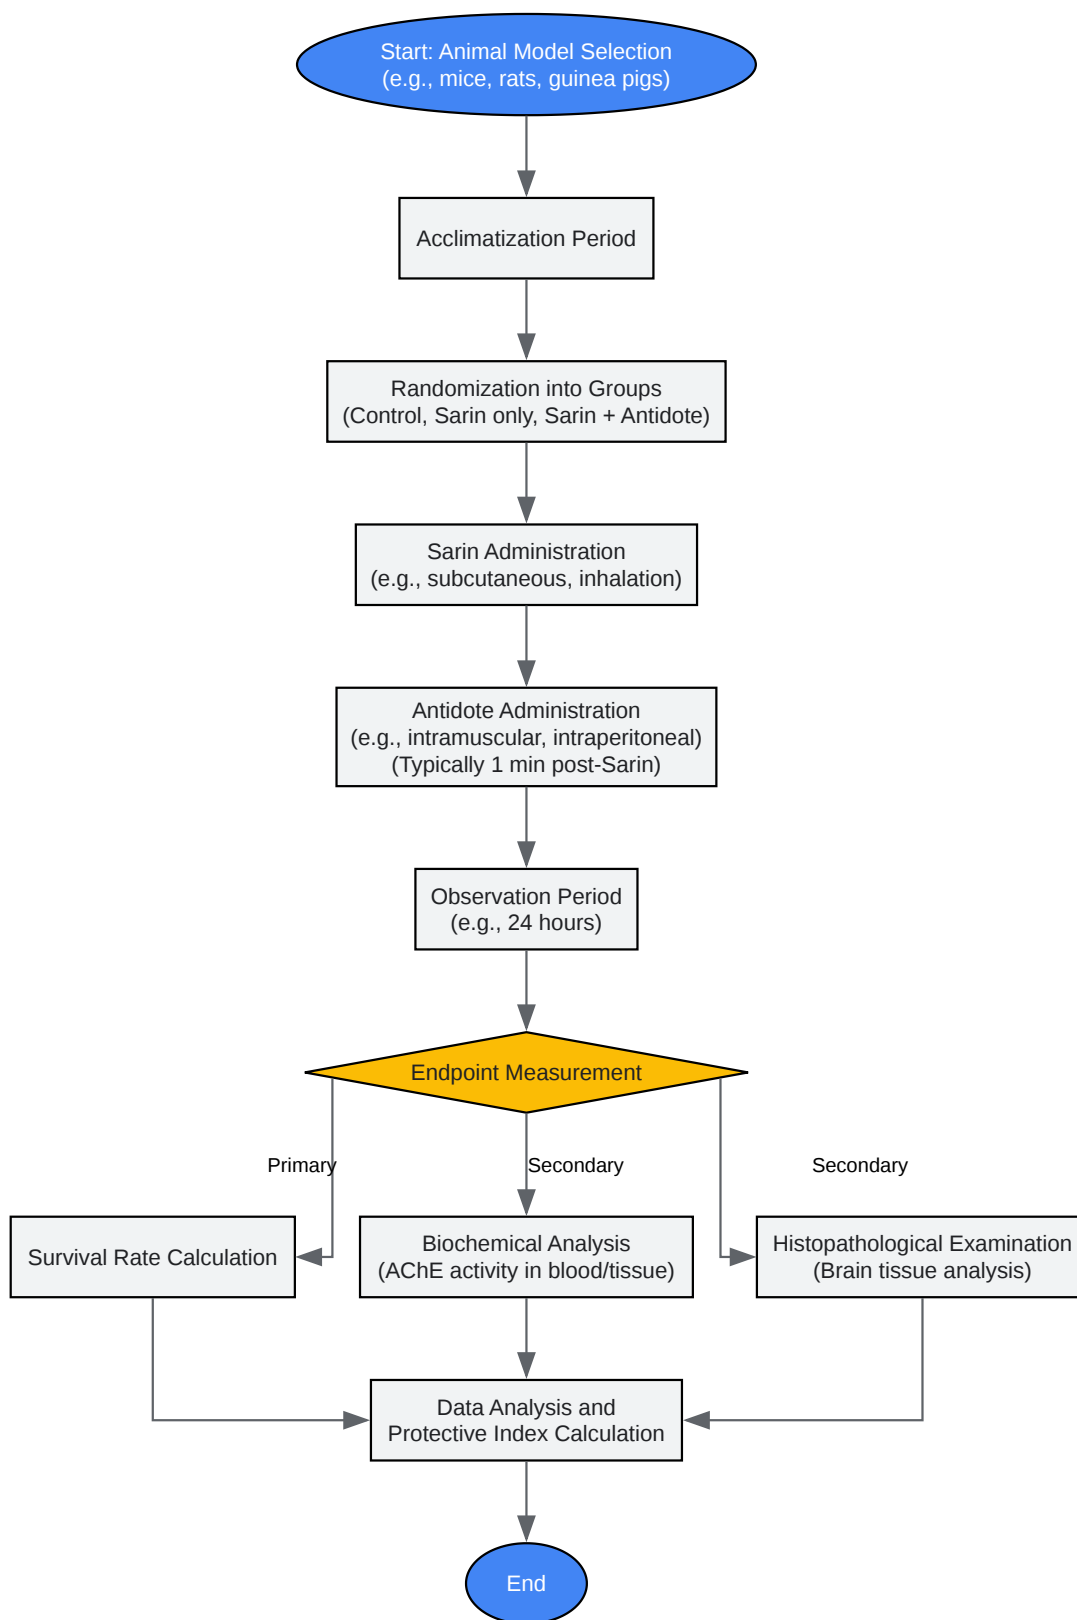 Start: Animal Model Selection
(e.g., mice, rats, guinea pigs)
Acclimatization Period
Randomization into Groups
(Control, Sarin only, Sarin + Antidote)
Sarin Administration
(e.g., subcutaneous, inhalation)
Antidote Administration
(e.g., intramuscular, intraperitoneal)
(Typically 1 min post-Sarin)
Observation Period
(e.g., 24 hours)
Endpoint Measurement
Primary
Secondary
Secondary
Survival Rate Calculation
Biochemical Analysis
(AChE activity in blood/tissue)
Histopathological Examination
(Brain tissue analysis)
Data Analysis and
Protective Index Calculation
End